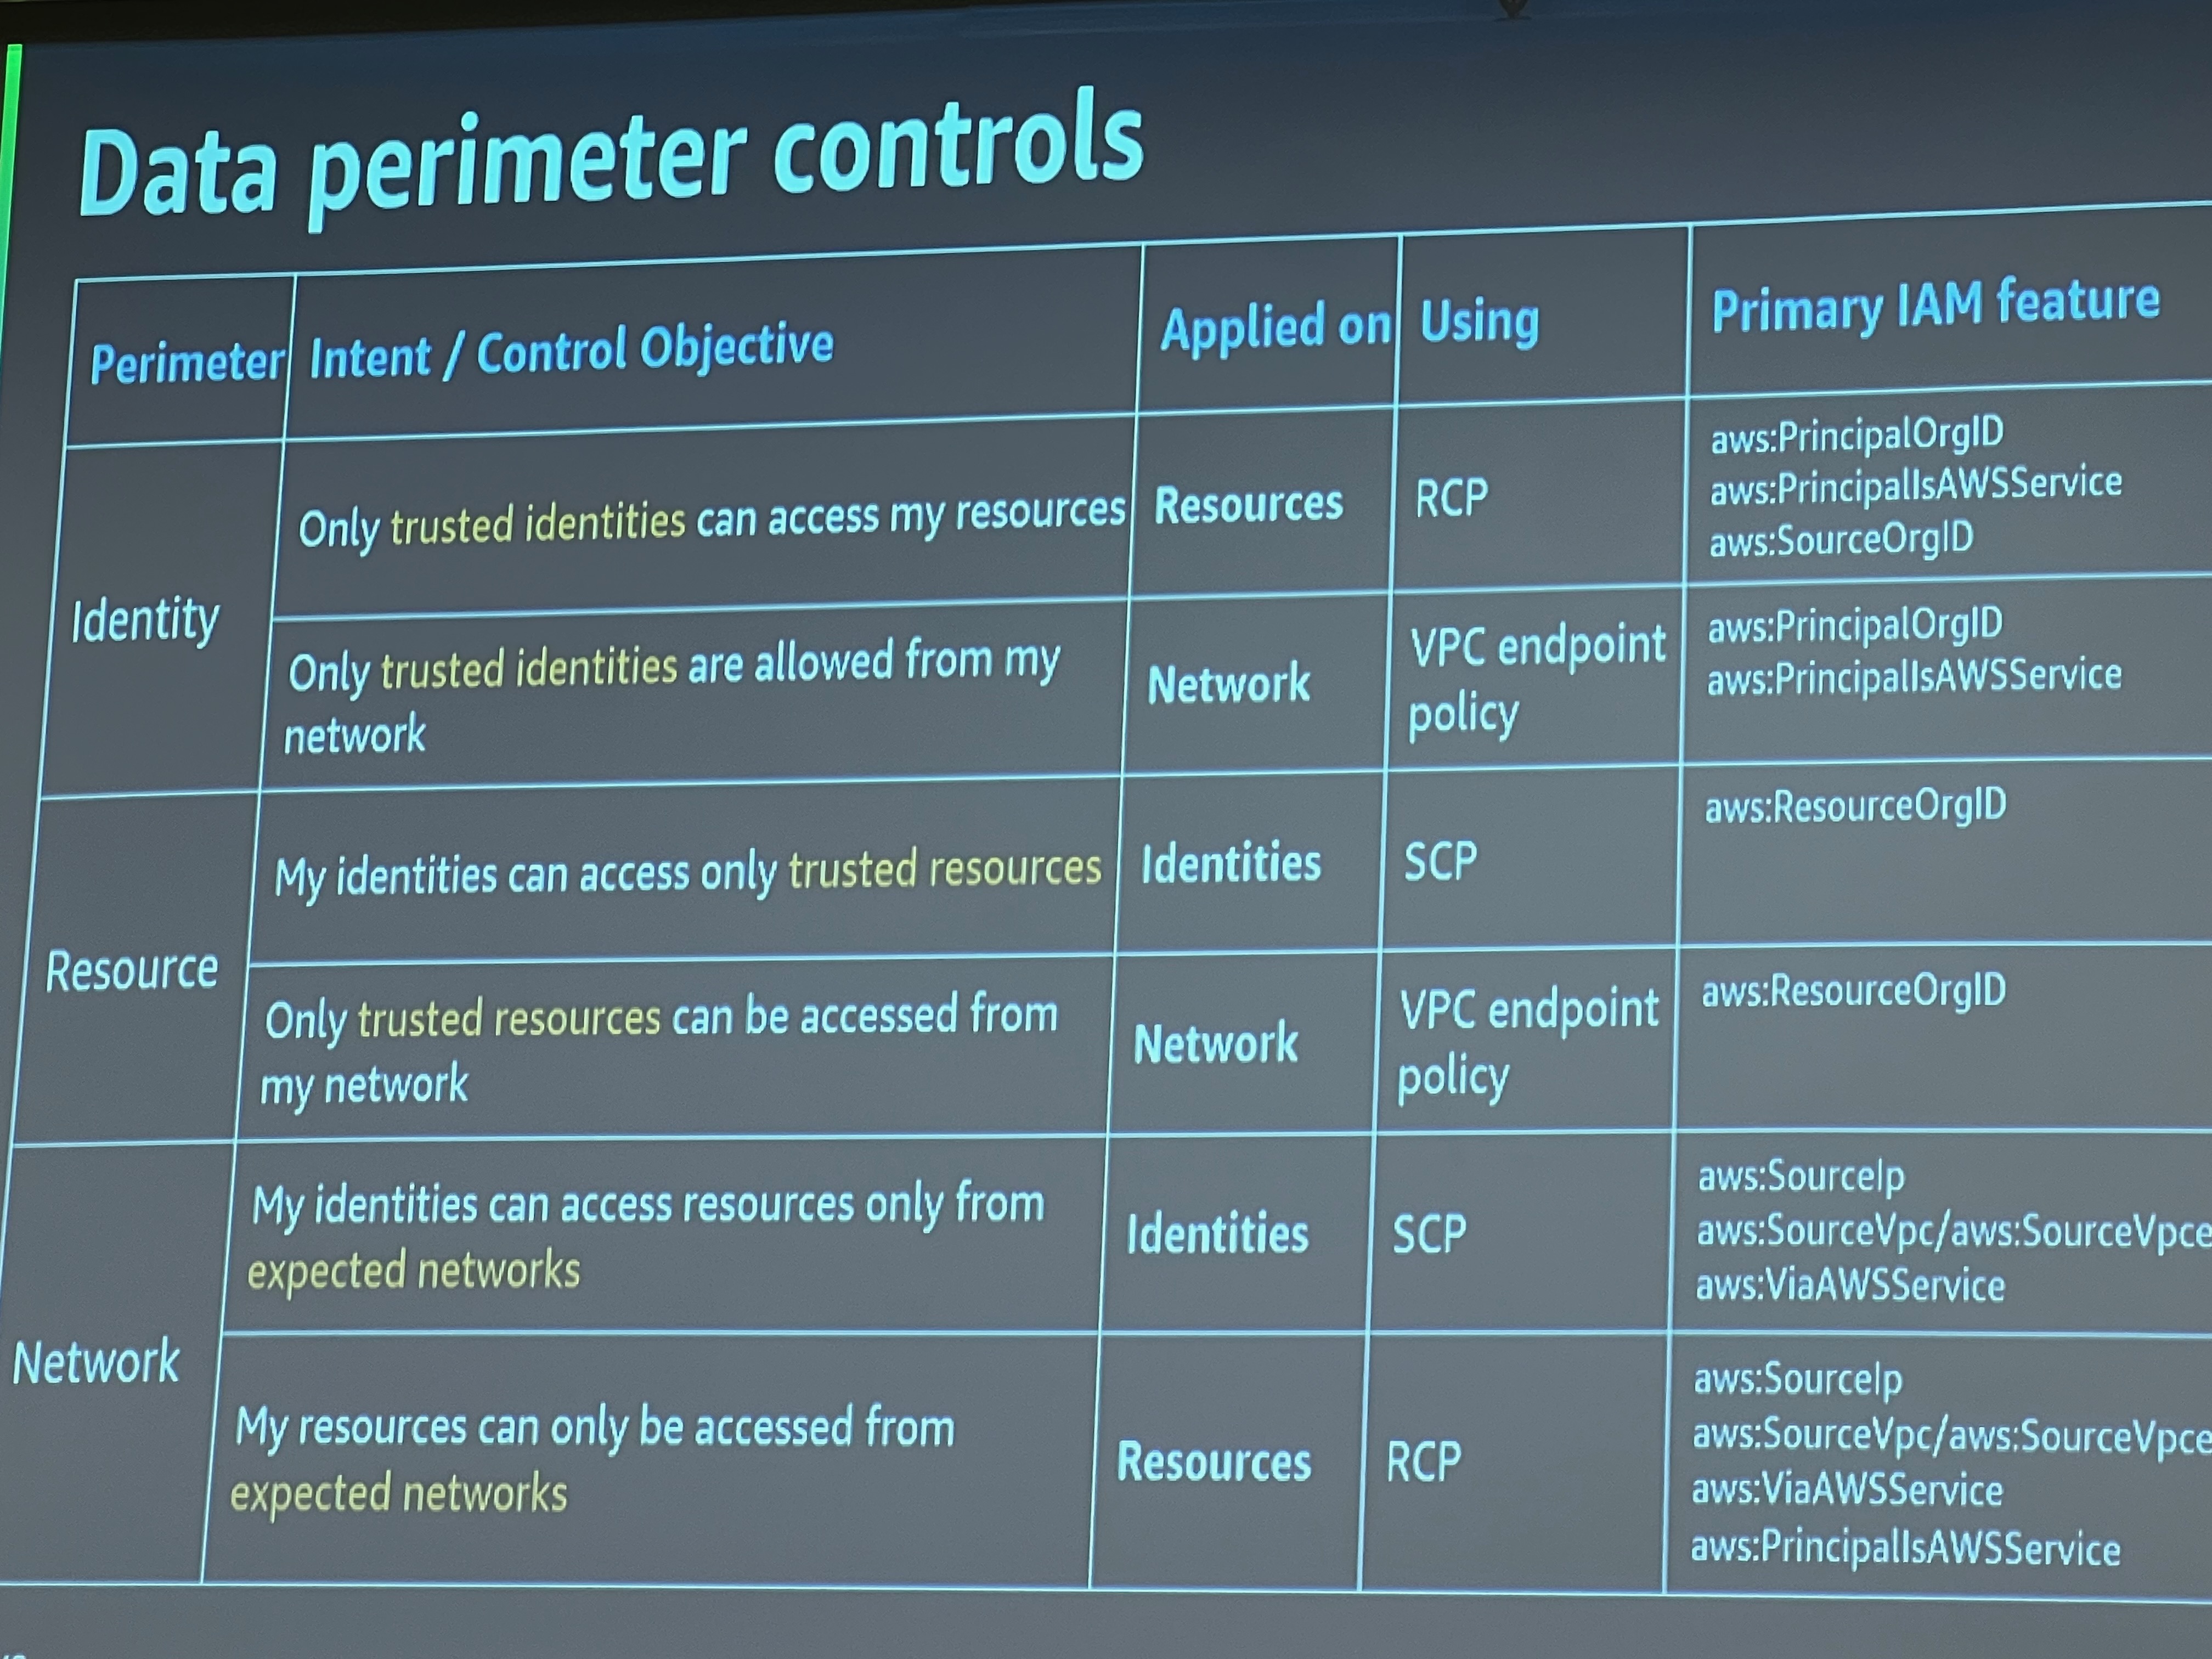 Data perimeter controls
Perimeter
Intent / Control Objective
Applied on
Using
Primary IAM feature
Identity
Only trusted identities can access my resources
Resources
RCP
aws:PrincipalOrgID
aws:PrincipalIsAWSService
aws:SourceOrgID
Only trusted identities are allowed from my
network
Network
VPC endpoint
policy
aws:PrincipalOrgID
aws:PrincipalIsAWSService
Resource
My identities can access only trusted resources
Identities
SCP
aws:ResourceOrgID
Only trusted resources can be accessed from
my network
Network
VPC endpoint
policy
aws:ResourceOrgID
Network
My identities can access resources only from
expected networks
Identities
SCP
aws:SourceIp
aws:SourceVpc/aws:SourceVpce
aws:ViaAWSService
My resources can only be accessed from
expected networks
Resources
RCP
aws:SourceIp
aws:SourceVpc/aws:SourceVpce
aws:ViaAWSService
aws:PrincipalIsAWSService